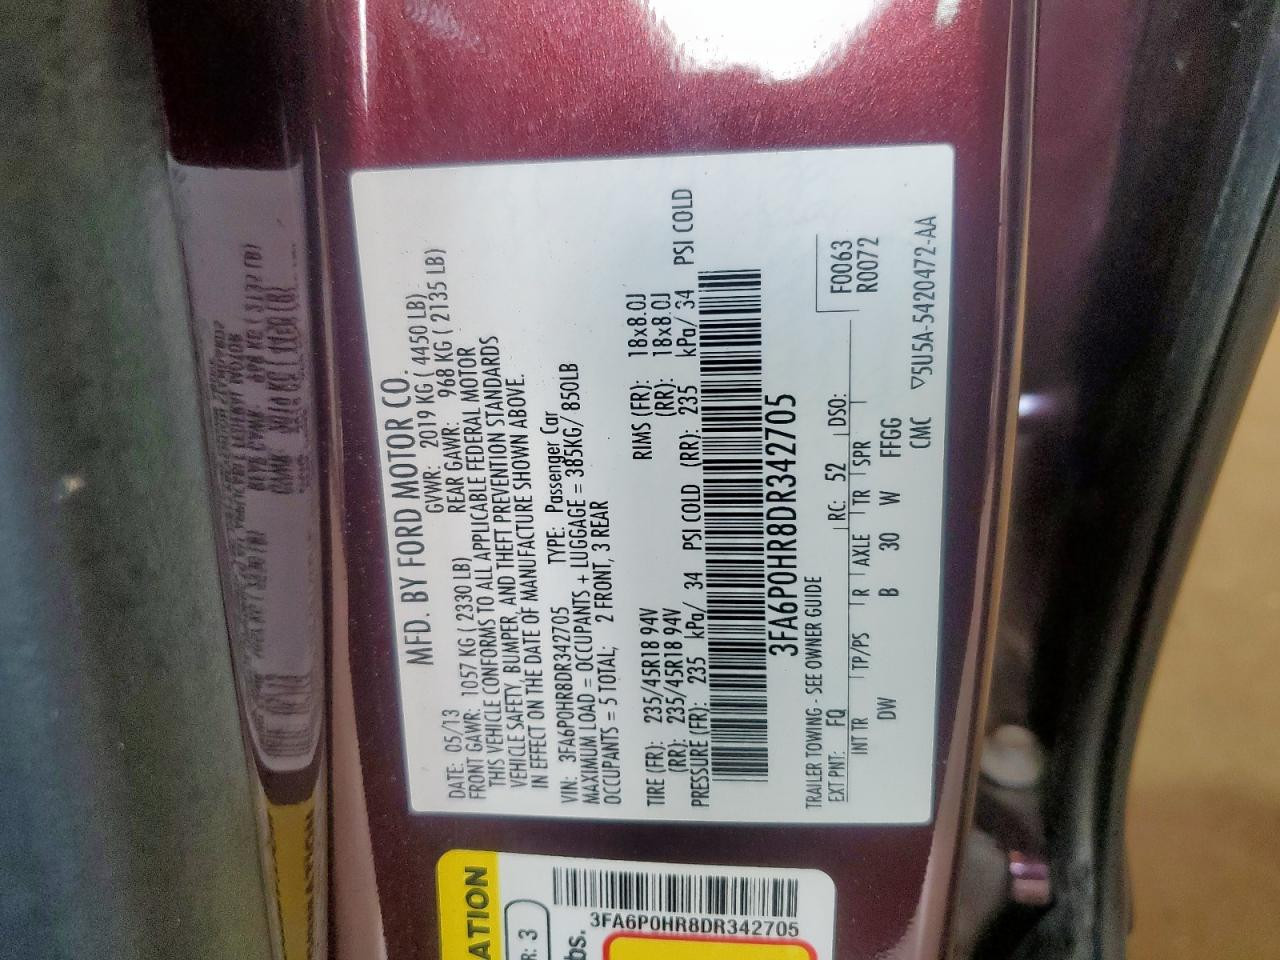 MFD. BY FORD MOTOR CO.
DATE: 05/13 GVWR: 2019 KG ( 4450 LB)
FRONT GAWR: 1057 KG ( 2330 LB) REAR GAWR: 968 KG ( 2135 LB)
THIS VEHICLE CONFORMS TO ALL APPLICABLE FEDERAL MOTOR
VEHICLE SAFETY, BUMPER, AND THEFT PREVENTION STANDARDS
IN EFFECT ON THE DATE OF MANUFACTURE SHOWN ABOVE.
VIN: 3FA6P0HR8DR342705 TYPE: Passenger Car
MAXIMUM LOAD = OCCUPANTS + LUGGAGE = 385KG/ 850LB
OCCUPANTS = 5 TOTAL; 2 FRONT, 3 REAR
TIRE (FR): 235/45R18 94V RIMS (FR): 18x8.0J
(RR): 235/45R18 94V (RR): 18x8.0J
PRESSURE (FR): 235 kPa/ 34 PSI COLD (RR): 235 kPa/ 34 PSI COLD
3FA6P0HR8DR342705
TRAILER TOWING - SEE OWNER GUIDE
EXT PNT: FQ RC: 52 DSO: F0063
R0072
INT TR TP/PS R AXLE TR SPR
DW B 30 W FFGG
CMC ▽5U5A-5420472-AA
3FA6P0HR8DR342705
R: 3
bs.
ATION